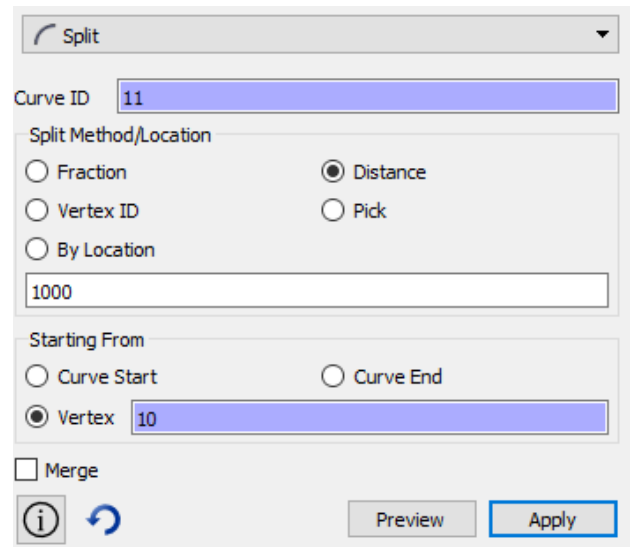 Split
Curve ID 11
Split Method/Location
Fraction Distance
Vertex ID Pick
By Location
1000
Starting From
Curve Start Curve End
Vertex 10
Merge
i Preview Apply